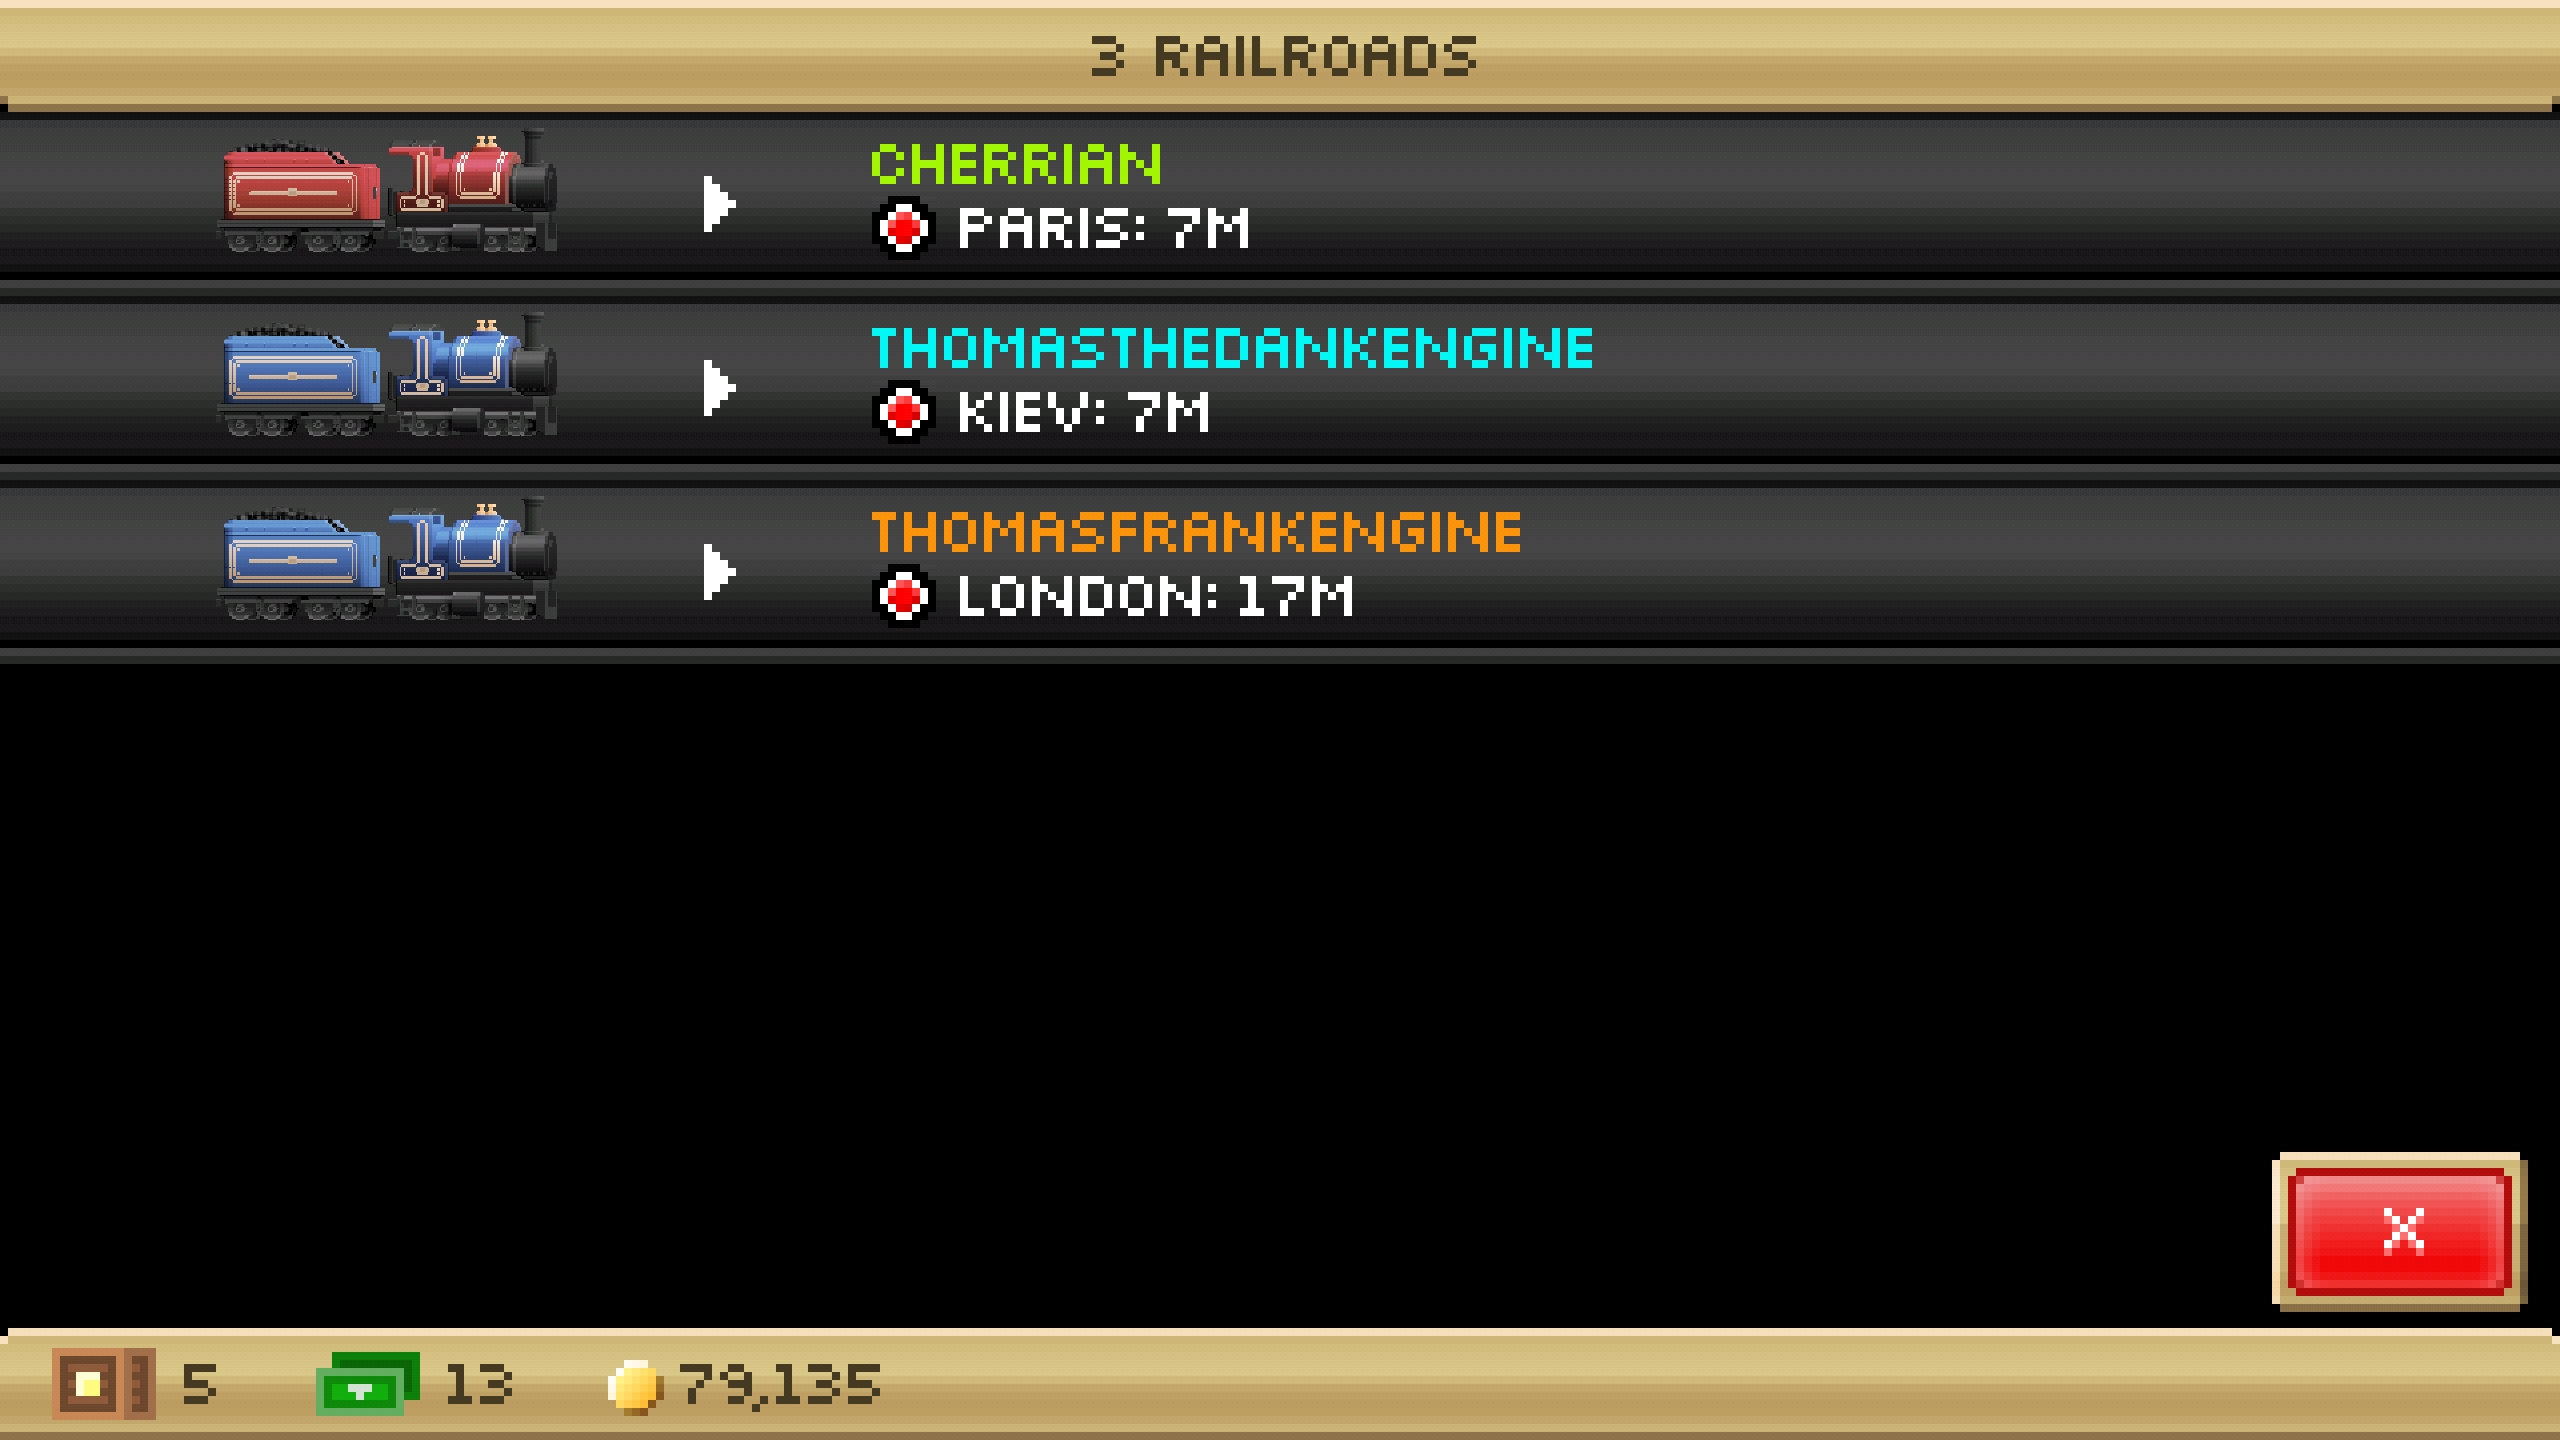 3 RAILROADS
CHERRIAN
PARIS: 7M
THOMASTHEDANKENGINE
KIEV: 7M
THOMASFRANKENGINE
LONDON: 17M
X
5 13 79,135